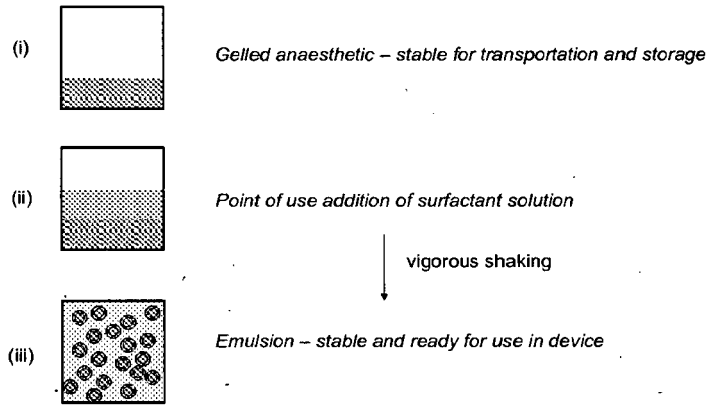 (i) Gelled anaesthetic – stable for transportation and storage
(ii) Point of use addition of surfactant solution
vigorous shaking
(iii) Emulsion – stable and ready for use in device